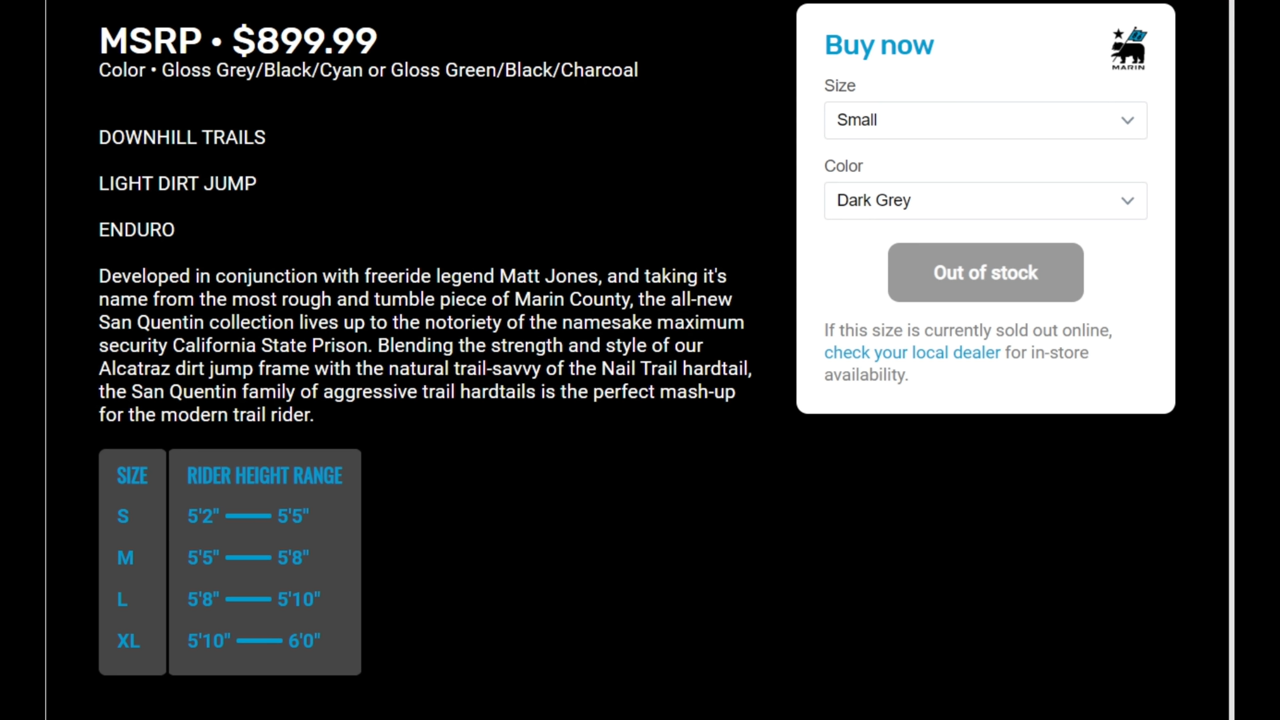 MSRP • $899.99
Color • Gloss Grey/Black/Cyan or Gloss Green/Black/Charcoal
DOWNHILL TRAILS
LIGHT DIRT JUMP
ENDURO
Developed in conjunction with freeride legend Matt Jones, and taking it's
name from the most rough and tumble piece of Marin County, the all-new
San Quentin collection lives up to the notoriety of the namesake maximum
security California State Prison. Blending the strength and style of our
Alcatraz dirt jump frame with the natural trail-savvy of the Nail Trail hardtail,
the San Quentin family of aggressive trail hardtails is the perfect mash-up
for the modern trail rider.
SIZE RIDER HEIGHT RANGE
S 5'2" 5'5"
M 5'5" 5'8"
L 5'8" 5'10"
XL 5'10" 6'0"
Buy now
MARIN
Size
Small
Color
Dark Grey
Out of stock
If this size is currently sold out online,
check your local dealer for in-store
availability.